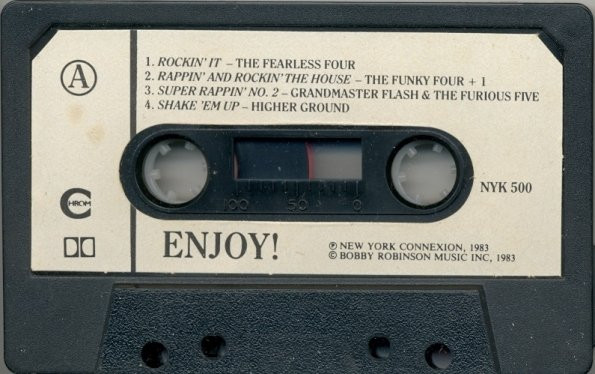 A
1. ROCKIN' IT – THE FEARLESS FOUR
2. RAPPIN' AND ROCKIN' THE HOUSE – THE FUNKY FOUR + 1
3. SUPER RAPPIN' NO. 2 – GRANDMASTER FLASH & THE FURIOUS FIVE
4. SHAKE 'EM UP – HIGHER GROUND
100 50 0
NYK 500
CHROM
ENJOY!
℗ NEW YORK CONNEXION, 1983
© BOBBY ROBINSON MUSIC INC, 1983